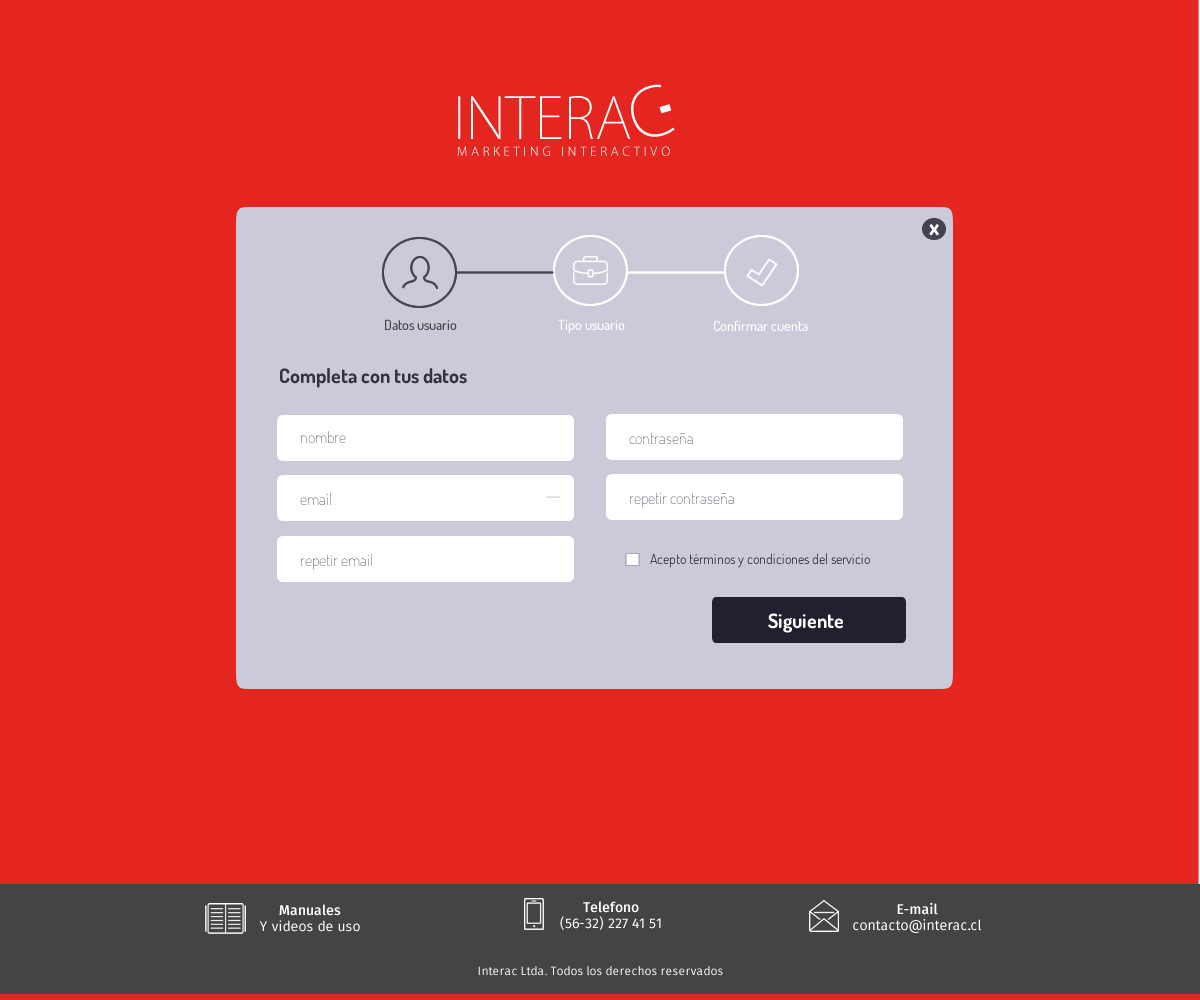 INTERAC
MARKETING INTERACTIVO
x
Datos usuario
Tipo usuario
Confirmar cuenta
Completa con tus datos
nombre
contraseña
email
repetir contraseña
repetir email
Acepto términos y condiciones del servicio
Siguiente
Manuales
Y videos de uso
Telefono
(56-32) 227 41 51
E-mail
contacto@interac.cl
Interac Ltda. Todos los derechos reservados